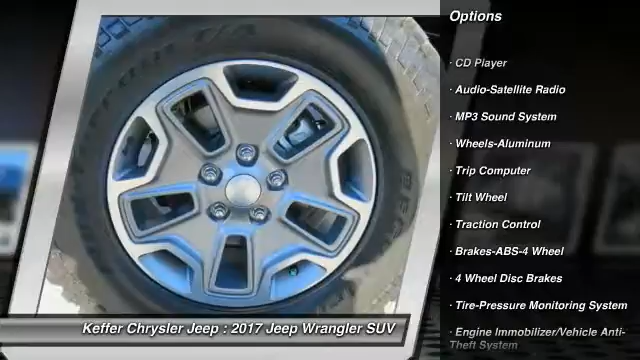 Options
· CD Player
· Audio-Satellite Radio
· MP3 Sound System
· Wheels-Aluminum
· Trip Computer
· Tilt Wheel
· Traction Control
· Brakes-ABS-4 Wheel
· 4 Wheel Disc Brakes
· Tire-Pressure Monitoring System
· Engine Immobilizer/Vehicle Anti-
Theft System
Keffer Chrysler Jeep : 2017 Jeep Wrangler SUV